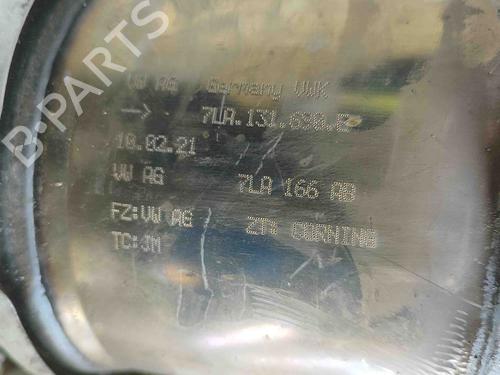 B-PARTS
VW AG Germany VWK
--> 7LA.131.690.E
10.02.21
VW AG 7LA 166 AB
FZ:VW AG ZTA CORNING
TC:JM